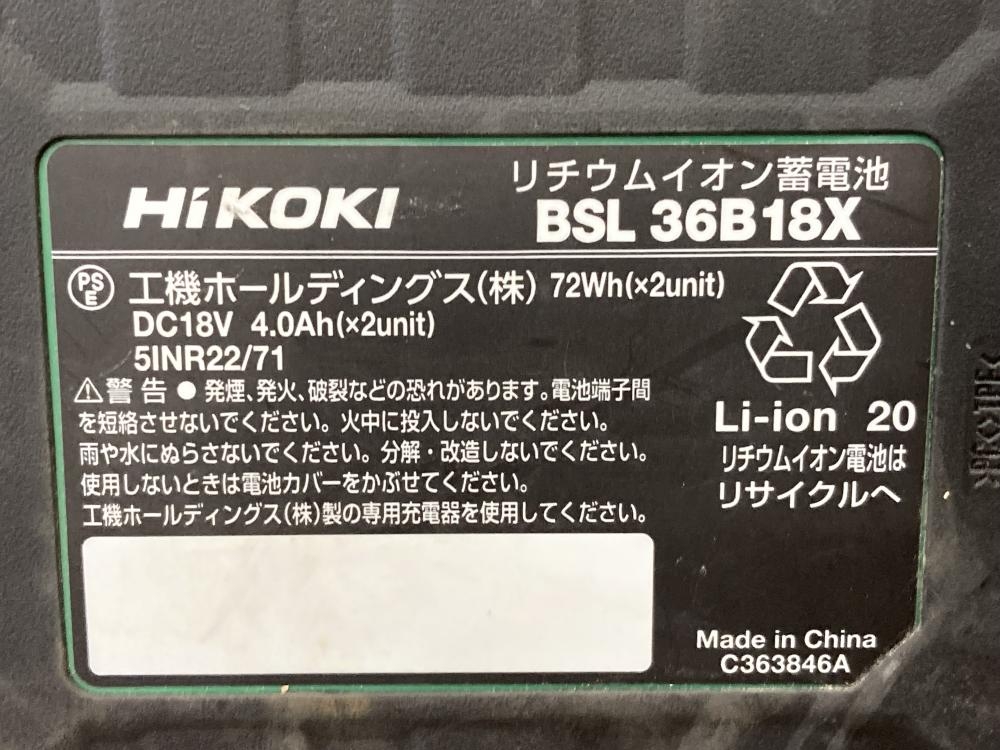 HiKOKI
リチウムイオン蓄電池
BSL 36B18X
PSE 工機ホールディングス(株) 72Wh(×2unit)
DC18V 4.0Ah(×2unit)
5INR22/71
⚠警告 ● 発煙、発火、破裂などの恐れがあります。電池端子間
を短絡させないでください。火中に投入しないでください。
雨や水にぬらさないでください。分解・改造しないでください。
使用しないときは電池カバーをかぶせてください。
工機ホールディングス(株)製の専用充電器を使用してください。
Li-ion 20
リチウムイオン電池は
リサイクルへ
Made in China
C363846A